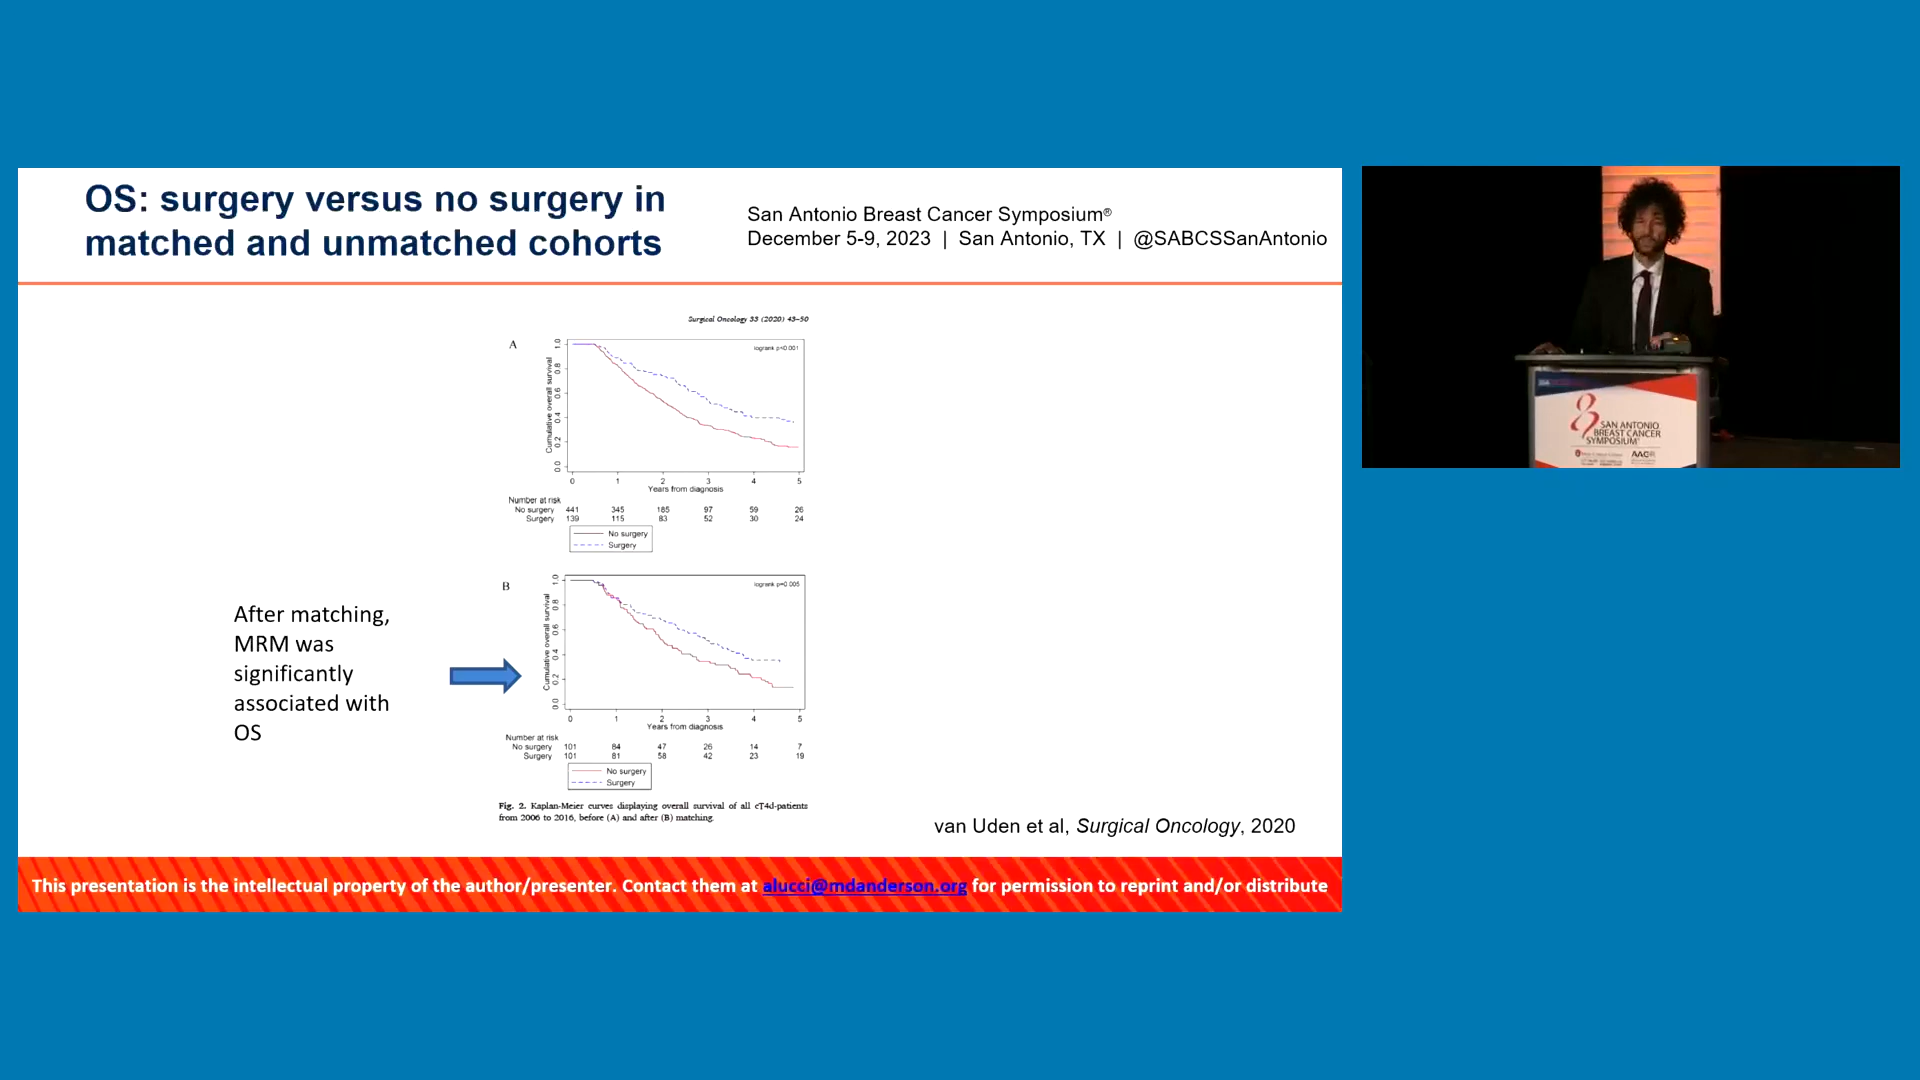 OS: surgery versus no surgery in
matched and unmatched cohorts
San Antonio Breast Cancer Symposium®
December 5-9, 2023 | San Antonio, TX | @SABCSSanAntonio
Surgical Oncology 33 (2020) 43–50
A
logrank p<0.001
Cumulative overall survival
0.0 0.2 0.4 0.6 0.8 1.0
0 1 2 3 4 5
Years from diagnosis
Number at risk
No surgery 441 345 185 97 59 26
Surgery 139 115 83 52 30 24
No surgery
Surgery
B
logrank p=0.005
Cumulative overall survival
0.0 0.2 0.4 0.6 0.8 1.0
0 1 2 3 4 5
Years from diagnosis
Number at risk
No surgery 101 84 47 26 14 7
Surgery 101 81 58 42 23 19
No surgery
Surgery
Fig. 2. Kaplan-Meier curves displaying overall survival of all cT4d-patients
from 2006 to 2016, before (A) and after (B) matching.
After matching,
MRM was
significantly
associated with
OS
van Uden et al, Surgical Oncology, 2020
This presentation is the intellectual property of the author/presenter. Contact them at alucci@mdanderson.org for permission to reprint and/or distribute
SAN ANTONIO
BREAST CANCER
SYMPOSIUM®
AACR